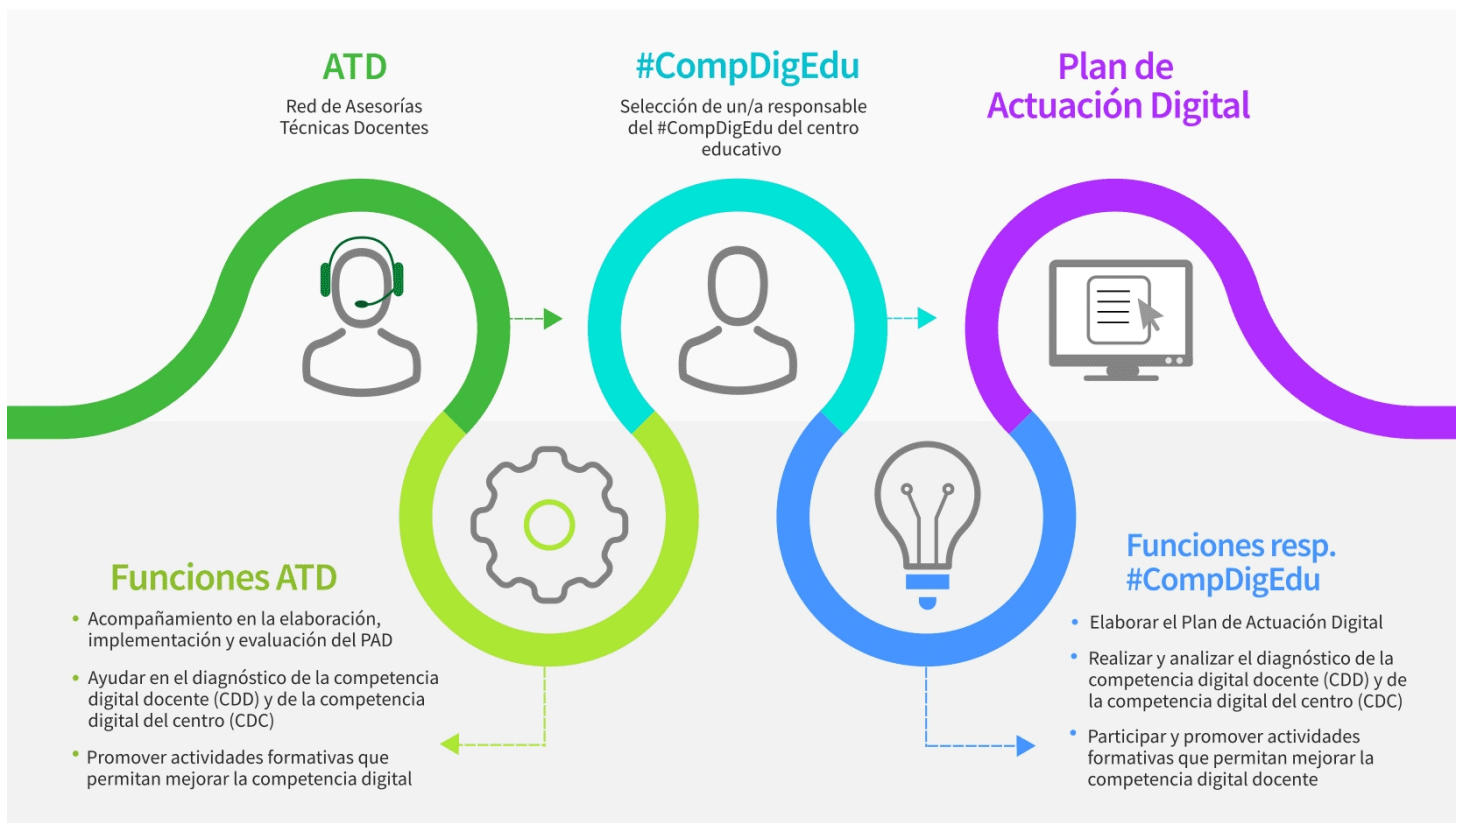 ATD
Red de Asesorías
Técnicas Docentes
#CompDigEdu
Selección de un/a responsable
del #CompDigEdu del centro
educativo
Plan de
Actuación Digital
Funciones ATD
• Acompañamiento en la elaboración,
implementación y evaluación del PAD
• Ayudar en el diagnóstico de la competencia
digital docente (CDD) y de la competencia
digital del centro (CDC)
• Promover actividades formativas que
permitan mejorar la competencia digital
Funciones resp.
#CompDigEdu
• Elaborar el Plan de Actuación Digital
• Realizar y analizar el diagnóstico de la
competencia digital docente (CDD) y de
la competencia digital del centro (CDC)
• Participar y promover actividades
formativas que permitan mejorar la
competencia digital docente